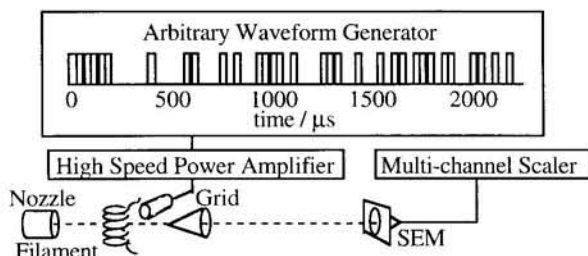 Arbitrary Waveform Generator
0 500 1000 1500 2000
time / μs
High Speed Power Amplifier Multi-channel Scaler
Nozzle Grid
Filament SEM